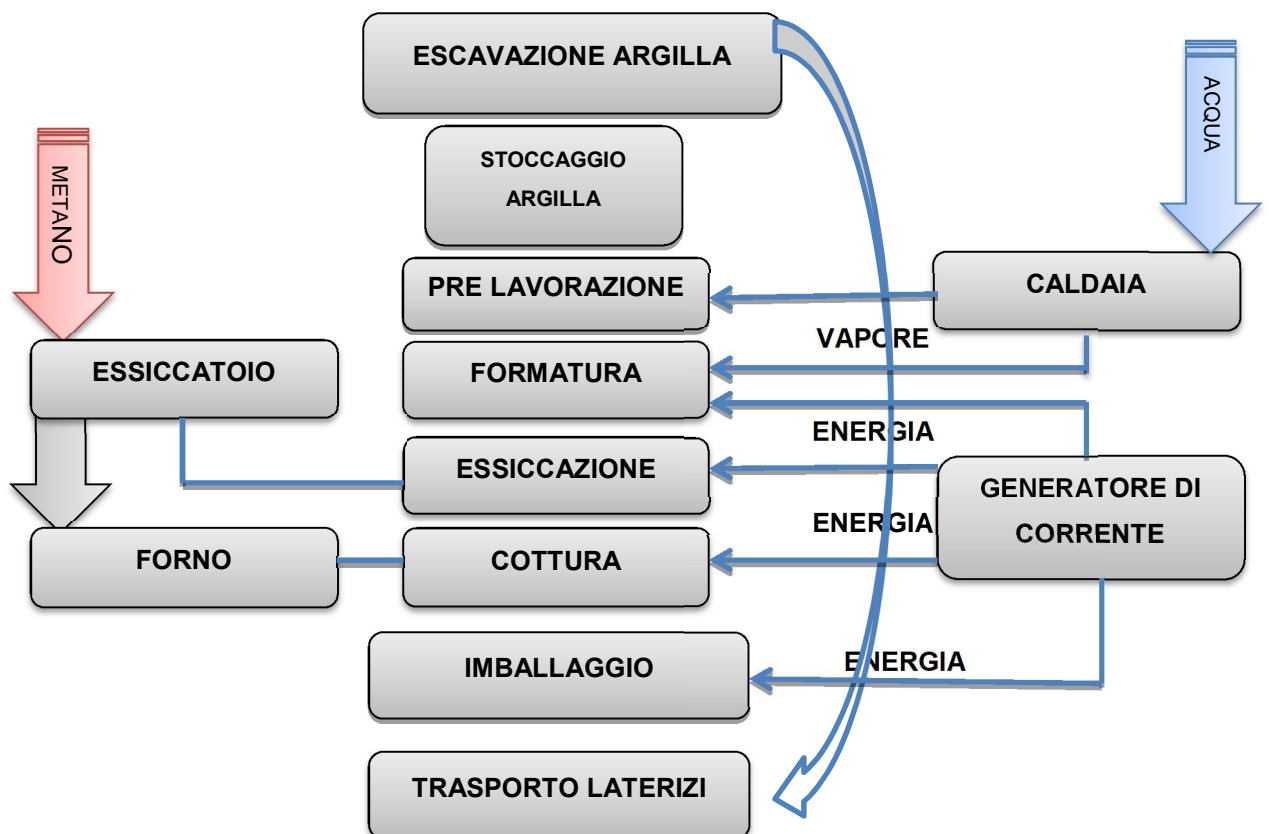 ESCAVAZIONE ARGILLA
ACQUA
METANO
STOCCAGGIO
ARGILLA
PRE LAVORAZIONE
CALDAIA
VAPORE
ESSICCATOIO
FORMATURA
ENERGIA
ESSICCAZIONE
GENERATORE DI
CORRENTE
ENERGIA
FORNO
COTTURA
IMBALLAGGIO
ENERGIA
TRASPORTO LATERIZI